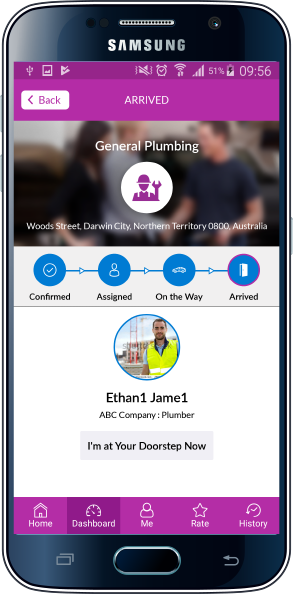 SAMSUNG
51% 09:56
Back
ARRIVED
General Plumbing
Woods Street, Darwin City, Northern Territory 0800, Australia
Confirmed Assigned On the Way Arrived
Ethan1 Jame1
ABC Company : Plumber
I'm at Your Doorstep Now
Home Dashboard Me Rate History